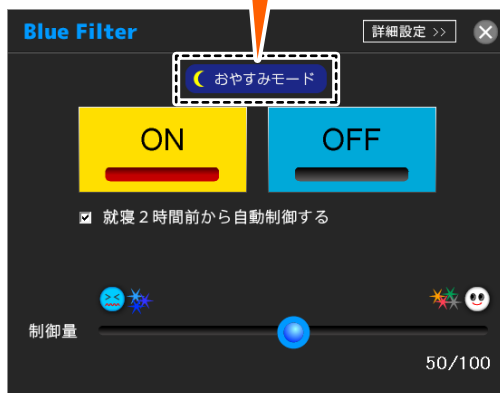 Blue Filter
詳細設定 >>
おやすみモード
ON
OFF
就寝２時間前から自動制御する
制御量
50/100